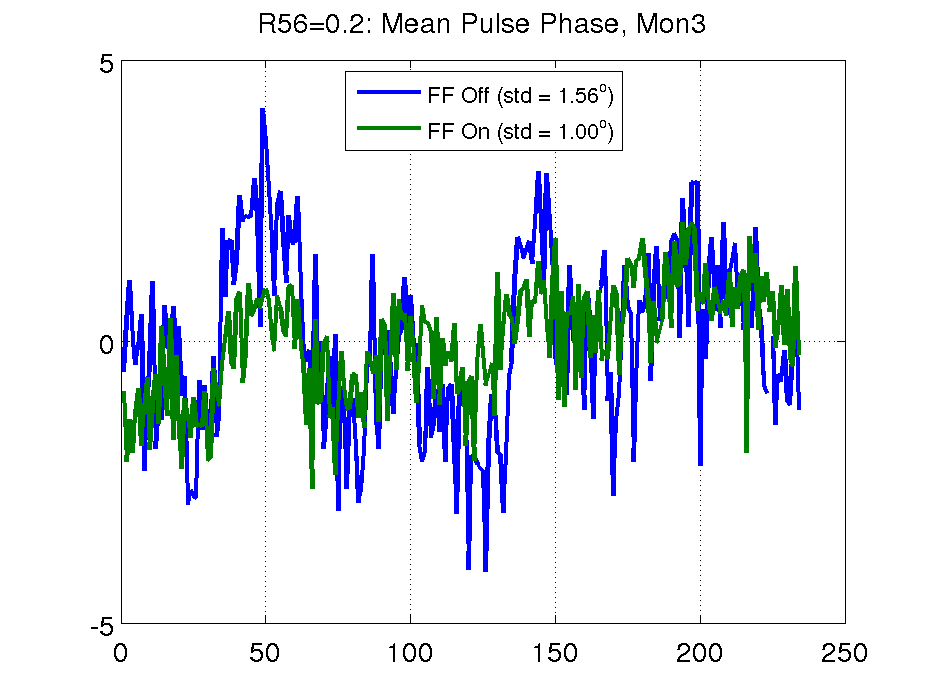 R56=0.2: Mean Pulse Phase, Mon3
5
FF Off (std = 1.56°)
FF On (std = 1.00°)
0
-5
0 50 100 150 200 250